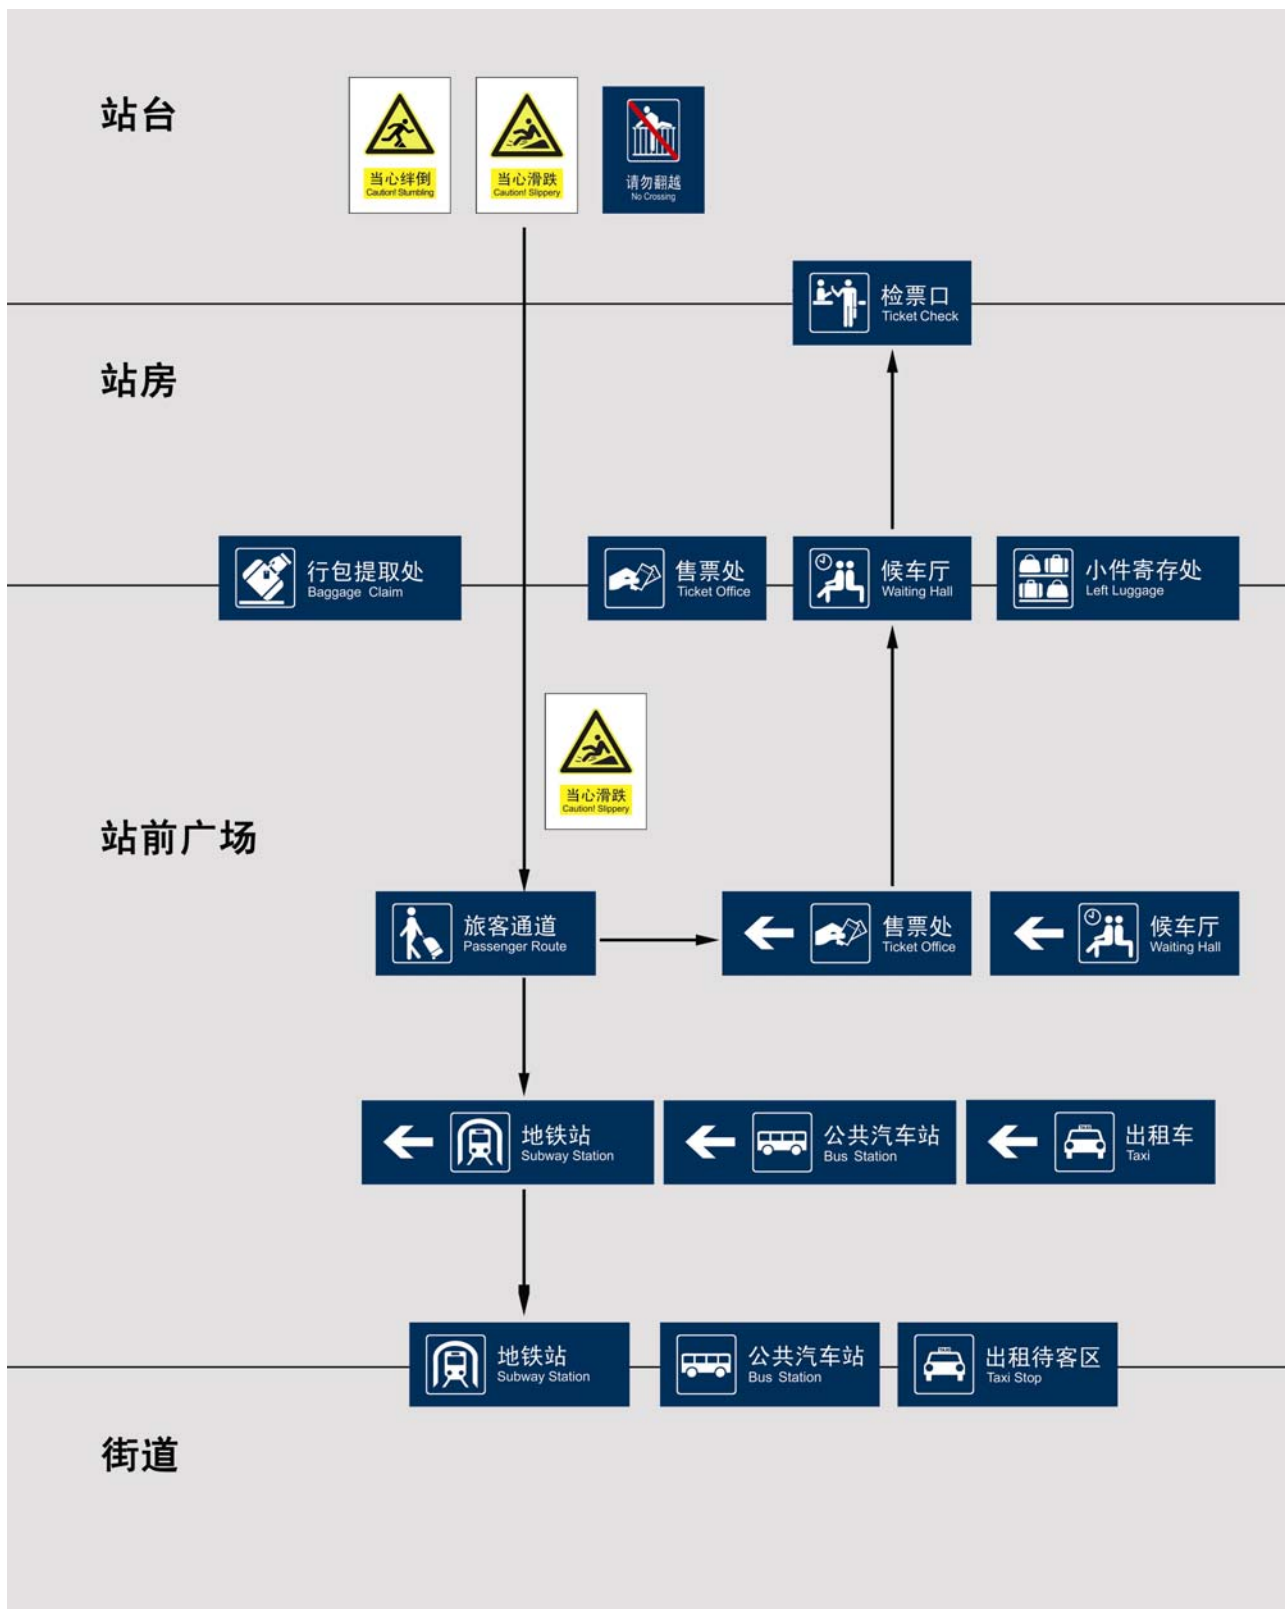 站台
当心绊倒
Caution! Stumbling
当心滑跌
Caution! Slippery
请勿翻越
No Crossing
检票口
Ticket Check
站房
行包提取处
Baggage Claim
售票处
Ticket Office
候车厅
Waiting Hall
小件寄存处
Left Luggage
当心滑跌
Caution! Slippery
站前广场
旅客通道
Passenger Route
售票处
Ticket Office
候车厅
Waiting Hall
地铁站
Subway Station
公共汽车站
Bus Station
出租车
Taxi
地铁站
Subway Station
公共汽车站
Bus Station
出租待客区
Taxi Stop
街道